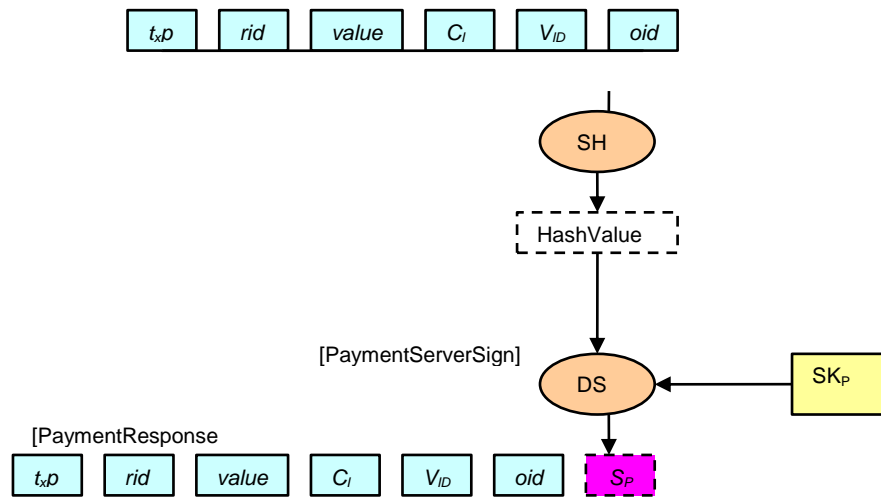 txp rid value CI VID oid
SH
HashValue
[PaymentServerSign]
DS
SKP
[PaymentResponse
txp rid value CI VID oid SP